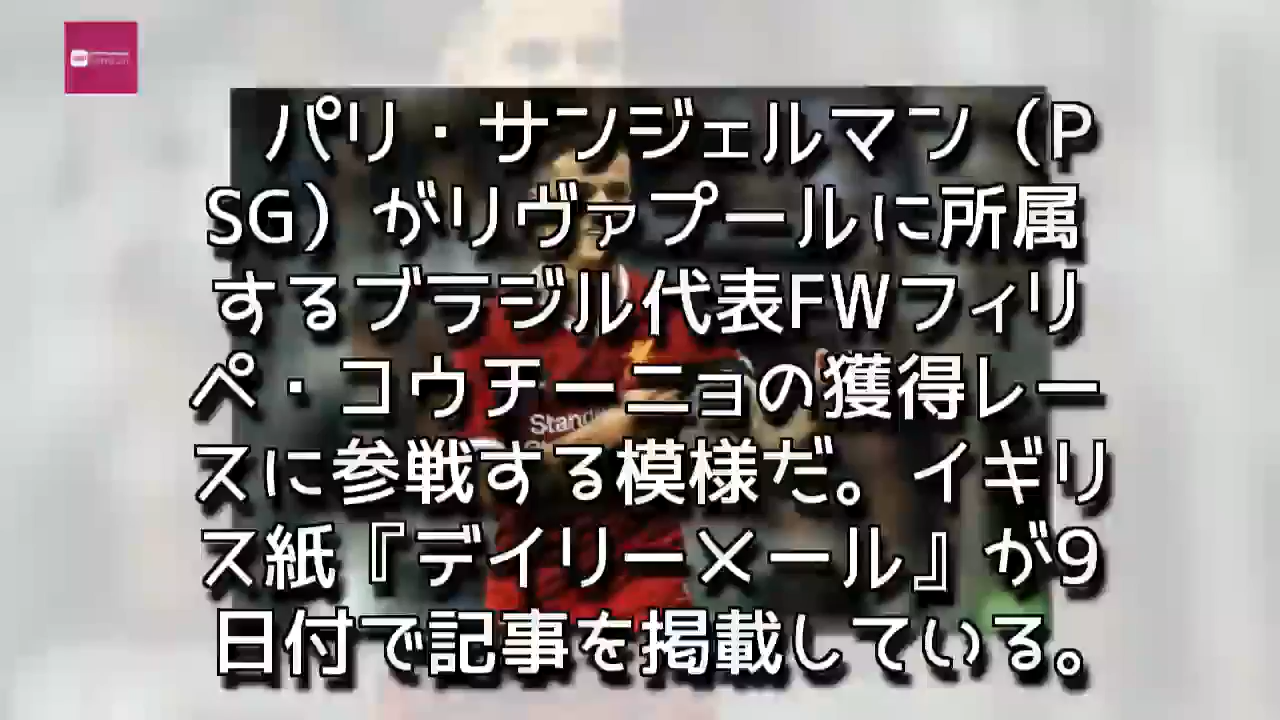 パリ・サンジェルマン（P
SG）がリヴァプールに所属
するブラジル代表FWフィリ
ペ・コウチーニョの獲得レー
スに参戦する模様だ。イギリ
ス紙『デイリーメール』が9
日付で記事を掲載している。
Standa